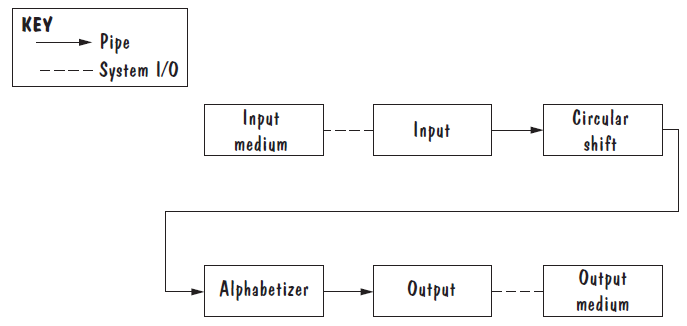 KEY
Pipe
System I/O
Input
medium
Input
Circular
shift
Alphabetizer
Output
Output
medium